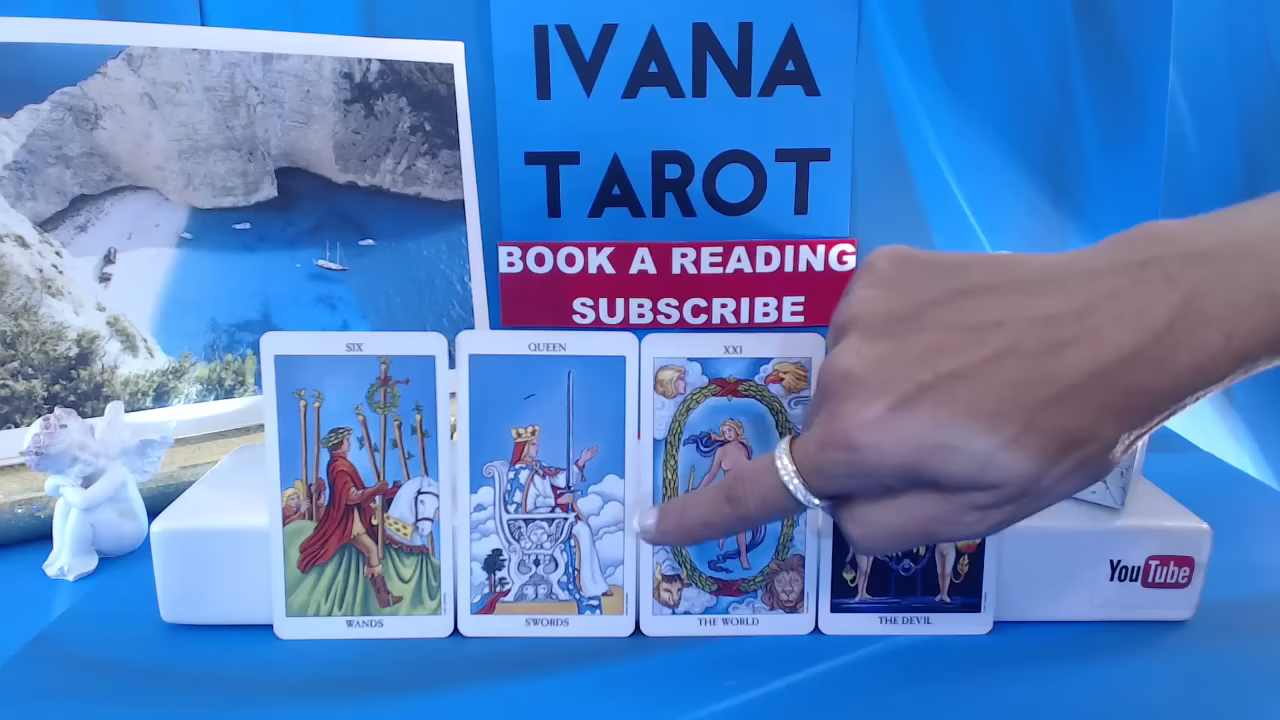 IVANA
TAROT
BOOK A READING
SUBSCRIBE
SIX
QUEEN
XXI
WANDS
SWORDS
THE WORLD
THE DEVIL
YouTube